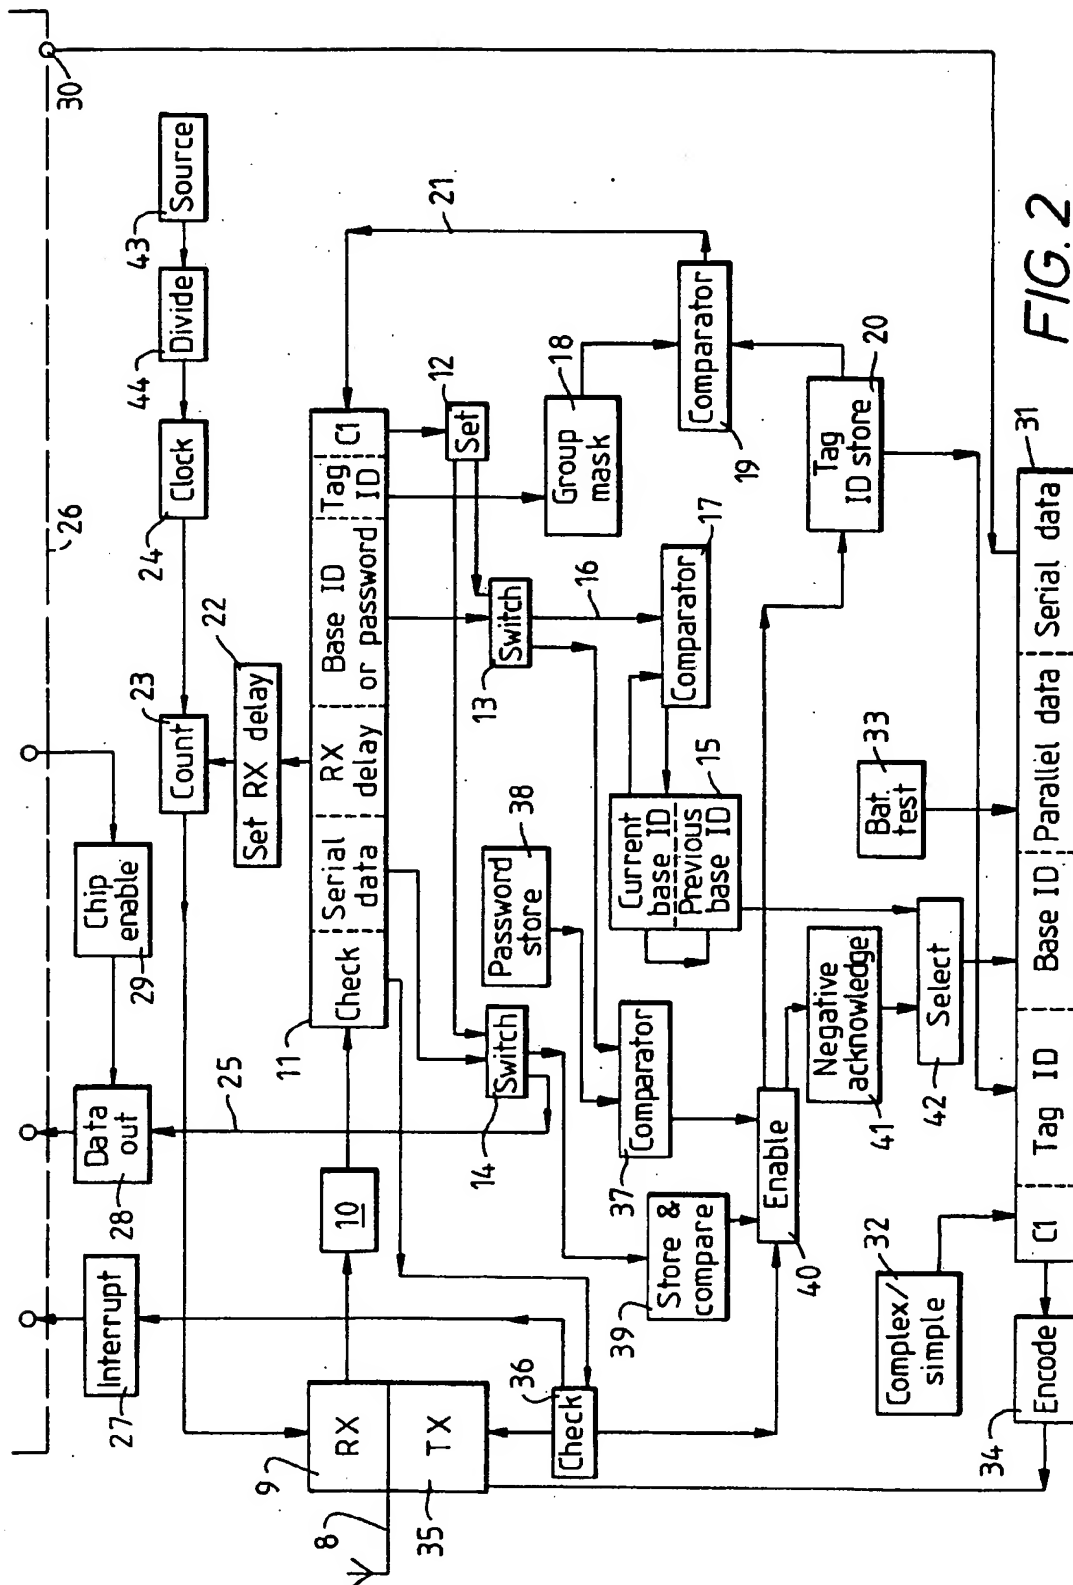 30
26
43
Source
44
Divide
24
Clock
23
Count
22
Set RX delay
Chip
enable
29
Data
out
28
25
Interrupt
27
11
Check
Serial
data
RX
delay
Base ID
or password
Tag
ID
C1
21
12
Set
10
9
RX
TX
8
35
14
Switch
13
Switch
16
Group
mask
18
Comparator
19
Tag
ID store
20
17
Comparator
Password
store
38
Current
base ID
Previous
base ID
15
36
Check
37
Comparator
39
Store &
compare
Enable
40
Negative
acknowledge
41
Select
42
Bat.
test
33
Complex/
simple
32
34
Encode
C1
Tag ID
Base ID
Parallel data
Serial data
31
FIG. 2